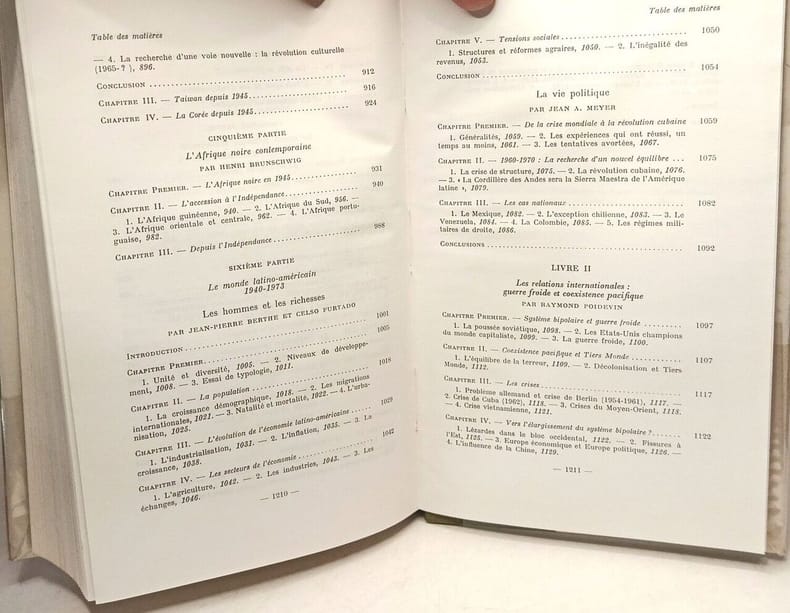 Table des matières
— 4. La recherche d'une voie nouvelle : la révolution culturelle
(1965-? ), 896.
CONCLUSION ........ 912
CHAPITRE III. — Taiwan depuis 1945 ........ 916
CHAPITRE IV. — La Corée depuis 1945 ........ 924
CINQUIÈME PARTIE
L'Afrique noire contemporaine
PAR HENRI BRUNSCHWIG
CHAPITRE PREMIER. — L'Afrique noire en 1945 ........ 931
CHAPITRE II. — L'accession à l'Indépendance ........ 940
1. L'Afrique guinéenne, 940. — 2. L'Afrique du Sud, 956. —
3. L'Afrique orientale et centrale, 962. — 4. L'Afrique portu-
guaise, 982.
CHAPITRE III. — Depuis l'Indépendance ........ 988
SIXIÈME PARTIE
Le monde latino-américain
1940-1973
Les hommes et les richesses
PAR JEAN-PIERRE BERTHE ET CELSO FURTADO
INTRODUCTION ........ 1001
CHAPITRE PREMIER ........ 1005
1. Unité et diversité, 1005. — 2. Niveaux de développe-
ment, 1008. — 3. Essai de typologie, 1011.
CHAPITRE II. — La population ........ 1018
1. La croissance démographique, 1018. — 2. Les migrations
internationales, 1021. — 3. Natalité et mortalité, 1022. — 4. L'urba-
nisation, 1025.
CHAPITRE III. — L'évolution de l'économie latino-américaine ........ 1029
1. L'industrialisation, 1031. — 2. L'inflation, 1035. — 3. La
croissance, 1038.
CHAPITRE IV. — Les secteurs de l'économie ........ 1042
1. L'agriculture, 1042. — 2. Les industries, 1043. — 3. Les
échanges, 1046.
— 1210 —
Table des matières
CHAPITRE V. — Tensions sociales ........ 1050
1. Structures et réformes agraires, 1050. — 2. L'inégalité des
revenus, 1053.
CONCLUSION ........ 1054
La vie politique
PAR JEAN A. MEYER
CHAPITRE PREMIER. — De la crise mondiale à la révolution cubaine 1059
1. Généralités, 1059. — 2. Les expériences qui ont réussi, un
temps au moins, 1061. — 3. Les tentatives avortées, 1067.
CHAPITRE II. — 1960-1970 : La recherche d'un nouvel équilibre ... 1075
1. La crise de structure, 1075. — 2. La révolution cubaine, 1076.
— 3. « La Cordillère des Andes sera la Sierra Maestra de l'Amérique
latine », 1079.
CHAPITRE III. — Les cas nationaux ........ 1082
1. Le Mexique, 1082. — 2. L'exception chilienne, 1083. — 3. Le
Venezuela, 1084. — 4. La Colombie, 1085. — 5. Les régimes mili-
taires de droite, 1086.
CONCLUSIONS ........ 1092
LIVRE II
Les relations internationales :
guerre froide et coexistence pacifique
PAR RAYMOND POIDEVIN
CHAPITRE PREMIER. — Système bipolaire et guerre froide ........ 1097
1. La poussée soviétique, 1098. — 2. Les Etats-Unis champions
du monde capitaliste, 1099. — 3. La guerre froide, 1100.
CHAPITRE II. — Coexistence pacifique et Tiers Monde ........ 1107
1. L'équilibre de la terreur, 1109. — 2. Décolonisation et Tiers
Monde, 1112.
CHAPITRE III. — Les crises ........ 1117
1. Problème allemand et crise de Berlin (1954-1961), 1117. —
2. Crise de Cuba (1962), 1118. — 3. Crises du Moyen-Orient, 1118.
— 4. Crise vietnamienne, 1121.
CHAPITRE IV. — Vers l'élargissement du système bipolaire ? ....... 1122
1. Lézardes dans le bloc occidental, 1122. — 2. Fissures à
l'Est, 1125. — 3. Europe économique et Europe politique, 1126. —
4. L'influence de la Chine, 1129.
— 1211 —